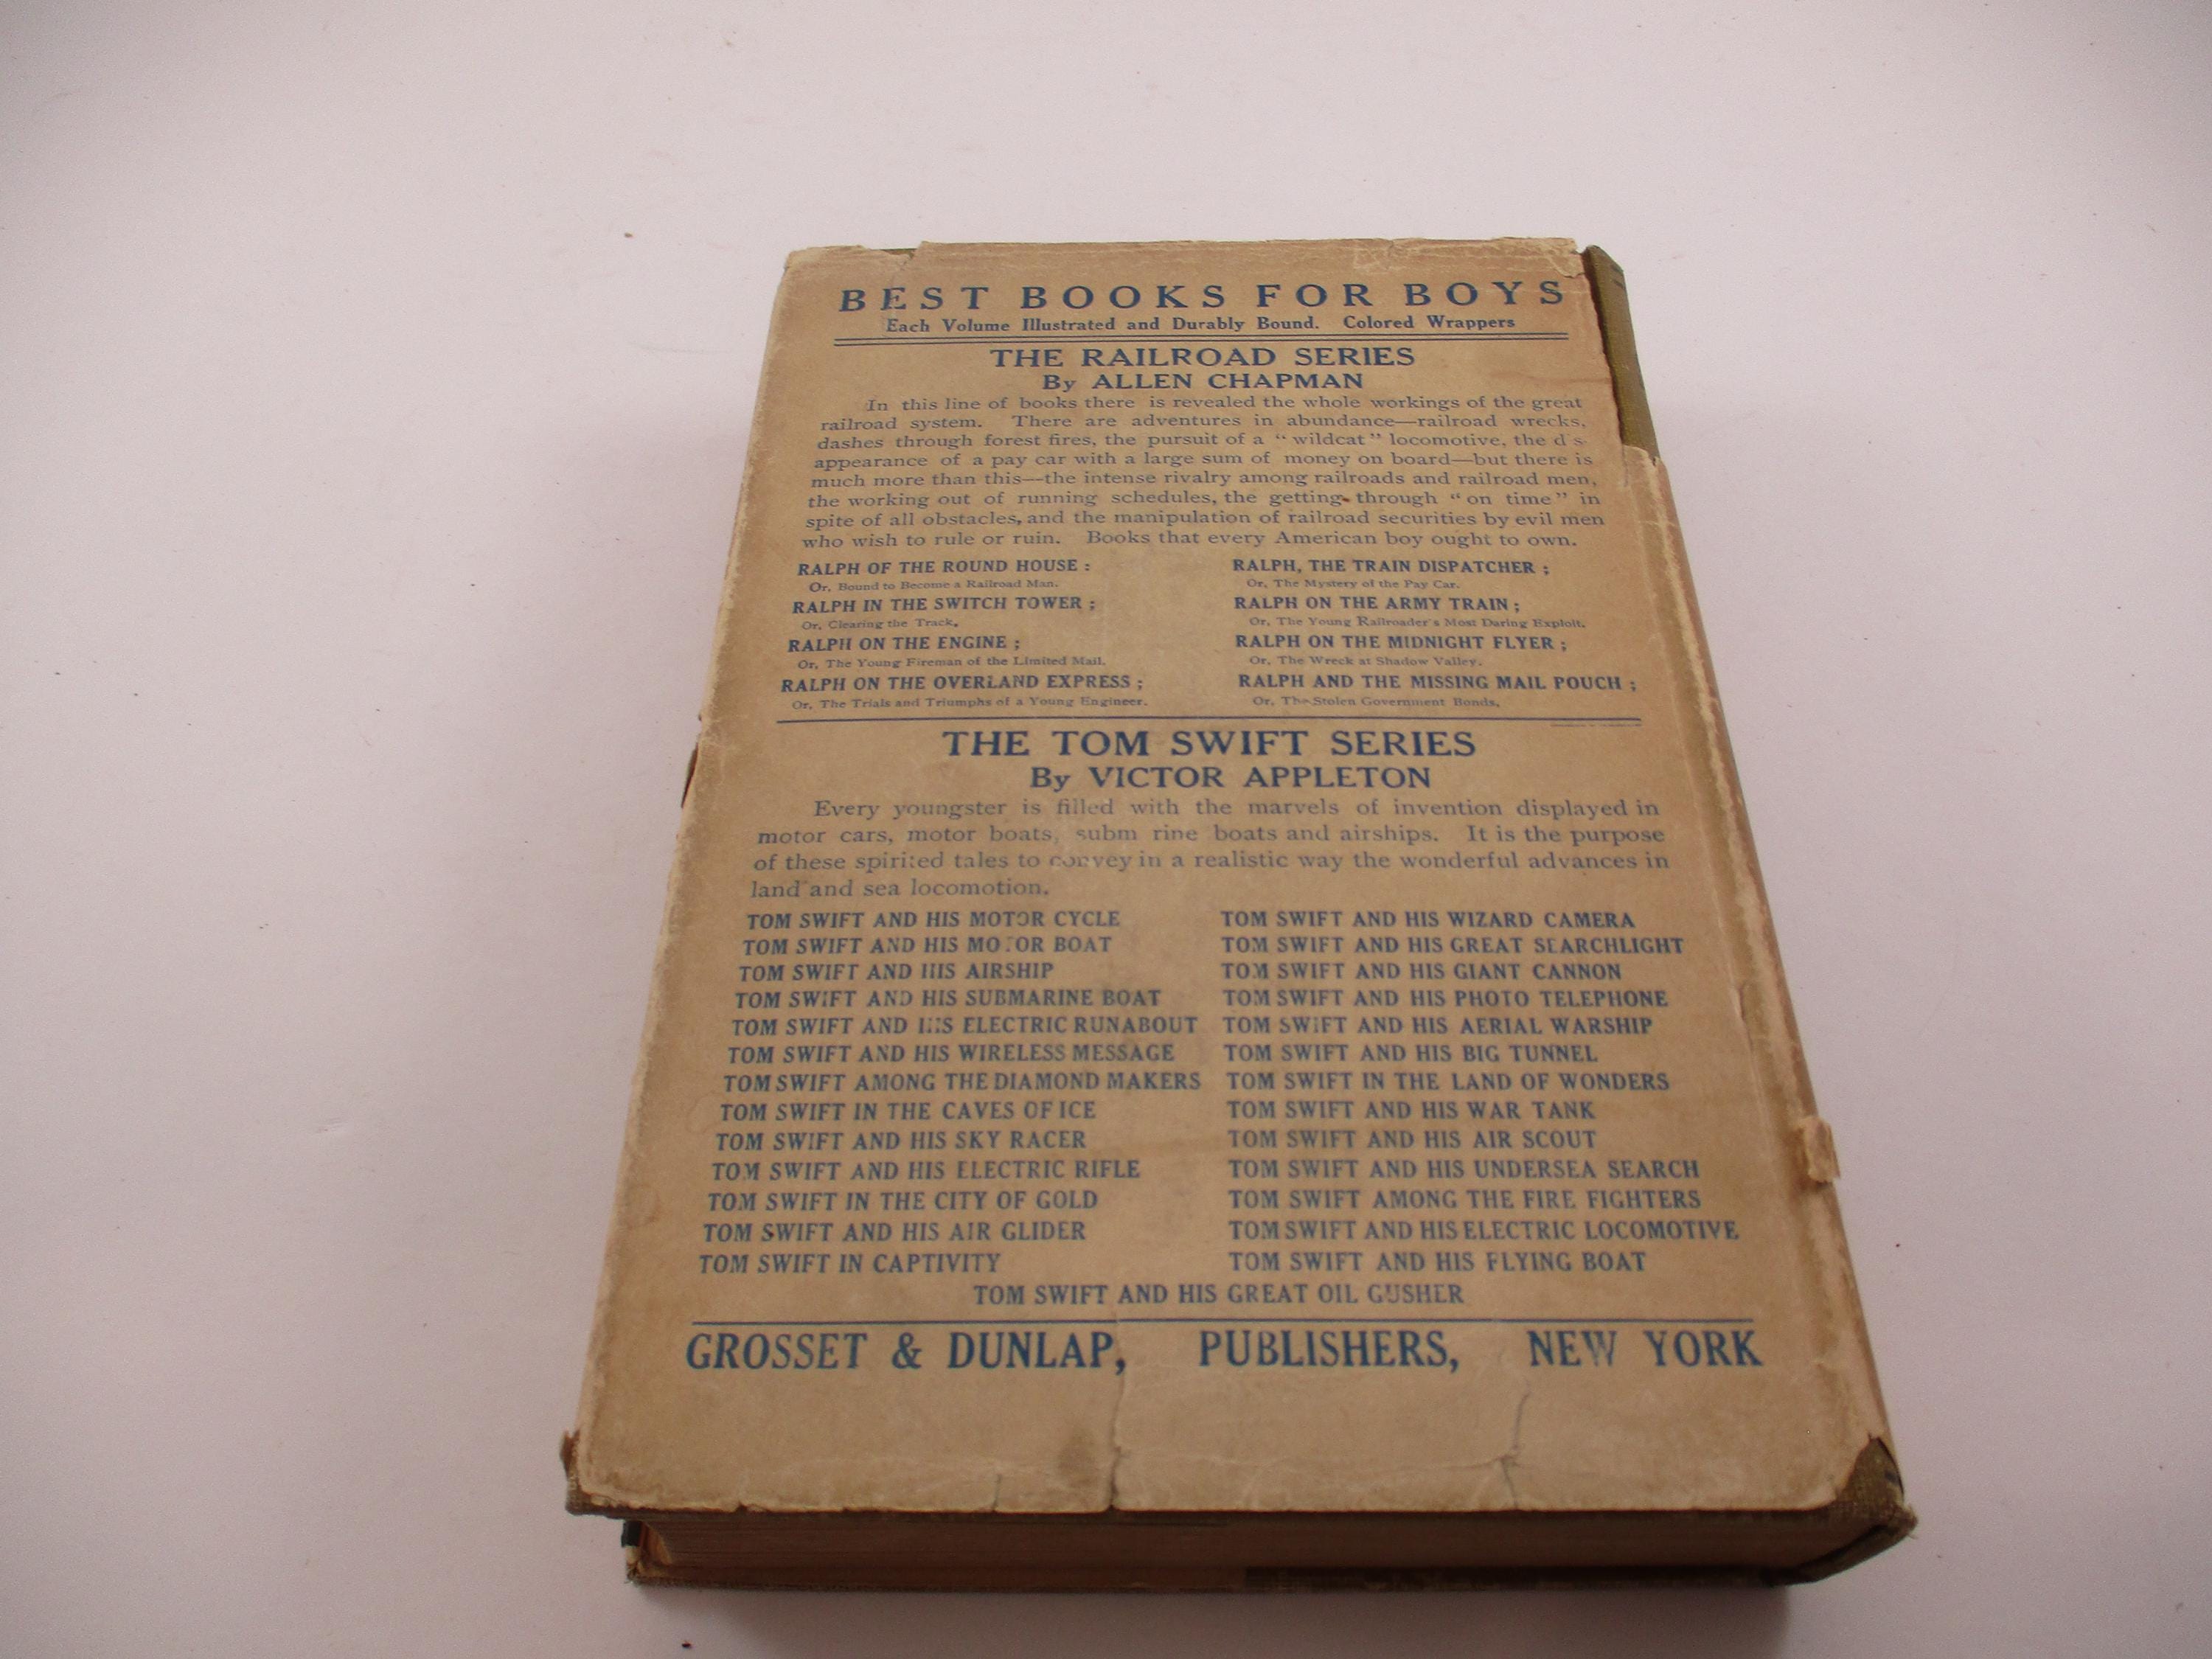 BEST BOOKS FOR BOYS
Each Volume Illustrated and Durably Bound. Colored Wrappers
THE RAILROAD SERIES
By ALLEN CHAPMAN
In this line of books there is revealed the whole workings of the great
railroad system. There are adventures in abundance—railroad wrecks,
dashes through forest fires, the pursuit of a "wildcat" locomotive, the d s-
appearance of a pay car with a large sum of money on board—but there is
much more than this—the intense rivalry among railroads and railroad men,
the working out of running schedules, the getting through "on time" in
spite of all obstacles, and the manipulation of railroad securities by evil men
who wish to rule or ruin. Books that every American boy ought to own.
RALPH OF THE ROUND HOUSE:
Or, Bound to Become a Railroad Man.
RALPH IN THE SWITCH TOWER;
Or, Clearing the Track.
RALPH ON THE ENGINE;
Or, The Young Fireman of the Limited Mail.
RALPH ON THE OVERLAND EXPRESS;
Or, The Trials and Triumphs of a Young Engineer.
RALPH, THE TRAIN DISPATCHER;
Or, The Mystery of the Pay Car.
RALPH ON THE ARMY TRAIN;
Or, The Young Railroader's Most Daring Exploit.
RALPH ON THE MIDNIGHT FLYER;
Or, The Wreck at Shadow Valley.
RALPH AND THE MISSING MAIL POUCH;
Or, The Stolen Government Bonds.
THE TOM SWIFT SERIES
By VICTOR APPLETON
Every youngster is filled with the marvels of invention displayed in
motor cars, motor boats, subm rine boats and airships. It is the purpose
of these spirited tales to convey in a realistic way the wonderful advances in
land and sea locomotion.
TOM SWIFT AND HIS MOTOR CYCLE
TOM SWIFT AND HIS MOTOR BOAT
TOM SWIFT AND HIS AIRSHIP
TOM SWIFT AND HIS SUBMARINE BOAT
TOM SWIFT AND HIS ELECTRIC RUNABOUT
TOM SWIFT AND HIS WIRELESS MESSAGE
TOM SWIFT AMONG THE DIAMOND MAKERS
TOM SWIFT IN THE CAVES OF ICE
TOM SWIFT AND HIS SKY RACER
TOM SWIFT AND HIS ELECTRIC RIFLE
TOM SWIFT IN THE CITY OF GOLD
TOM SWIFT AND HIS AIR GLIDER
TOM SWIFT IN CAPTIVITY
TOM SWIFT AND HIS WIZARD CAMERA
TOM SWIFT AND HIS GREAT SEARCHLIGHT
TOM SWIFT AND HIS GIANT CANNON
TOM SWIFT AND HIS PHOTO TELEPHONE
TOM SWIFT AND HIS AERIAL WARSHIP
TOM SWIFT AND HIS BIG TUNNEL
TOM SWIFT IN THE LAND OF WONDERS
TOM SWIFT AND HIS WAR TANK
TOM SWIFT AND HIS AIR SCOUT
TOM SWIFT AND HIS UNDERSEA SEARCH
TOM SWIFT AMONG THE FIRE FIGHTERS
TOM SWIFT AND HIS ELECTRIC LOCOMOTIVE
TOM SWIFT AND HIS FLYING BOAT
TOM SWIFT AND HIS GREAT OIL GUSHER
GROSSET & DUNLAP, PUBLISHERS, NEW YORK